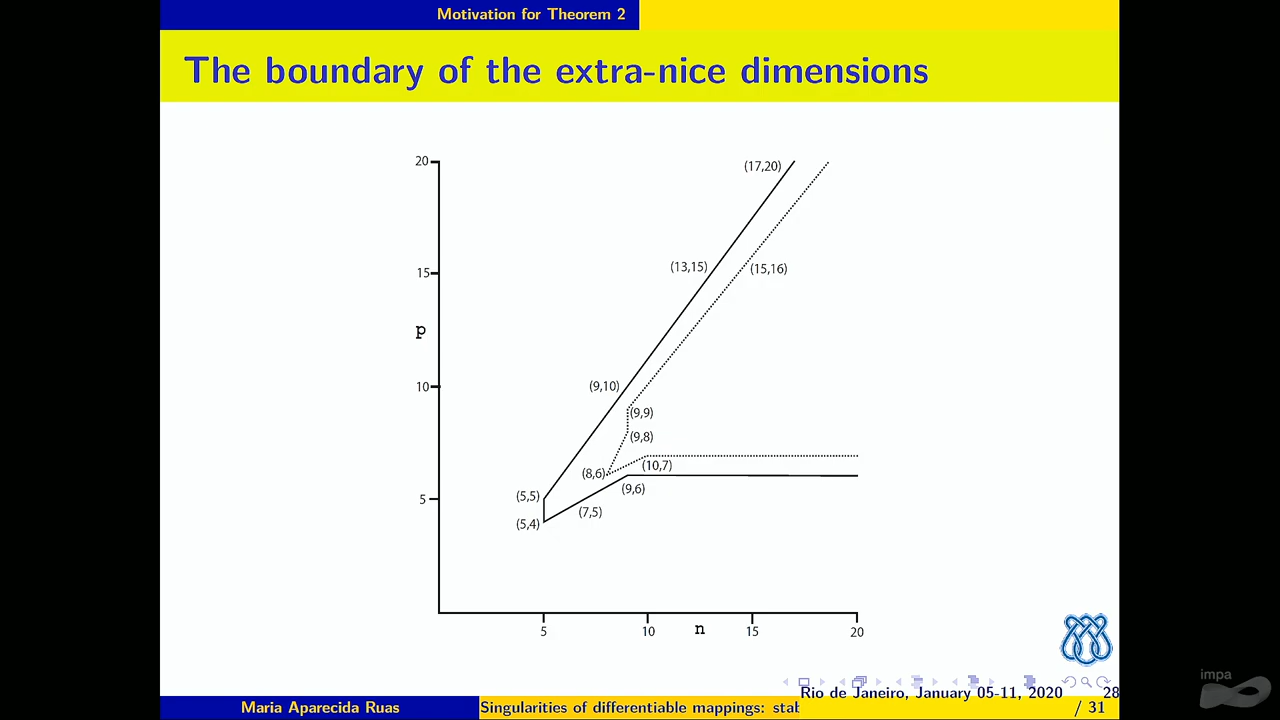 Motivation for Theorem 2
The boundary of the extra-nice dimensions
20
(17,20)
15
(13,15)
(15,16)
p
10
(9,10)
(9,9)
(9,8)
(8,6)
(10,7)
5
(5,5)
(9,6)
(7,5)
(5,4)
5
10
n
15
20
impa
Rio de Janeiro, January 05-11, 2020
28
Maria Aparecida Ruas
Singularities of differentiable mappings: stab
/ 31